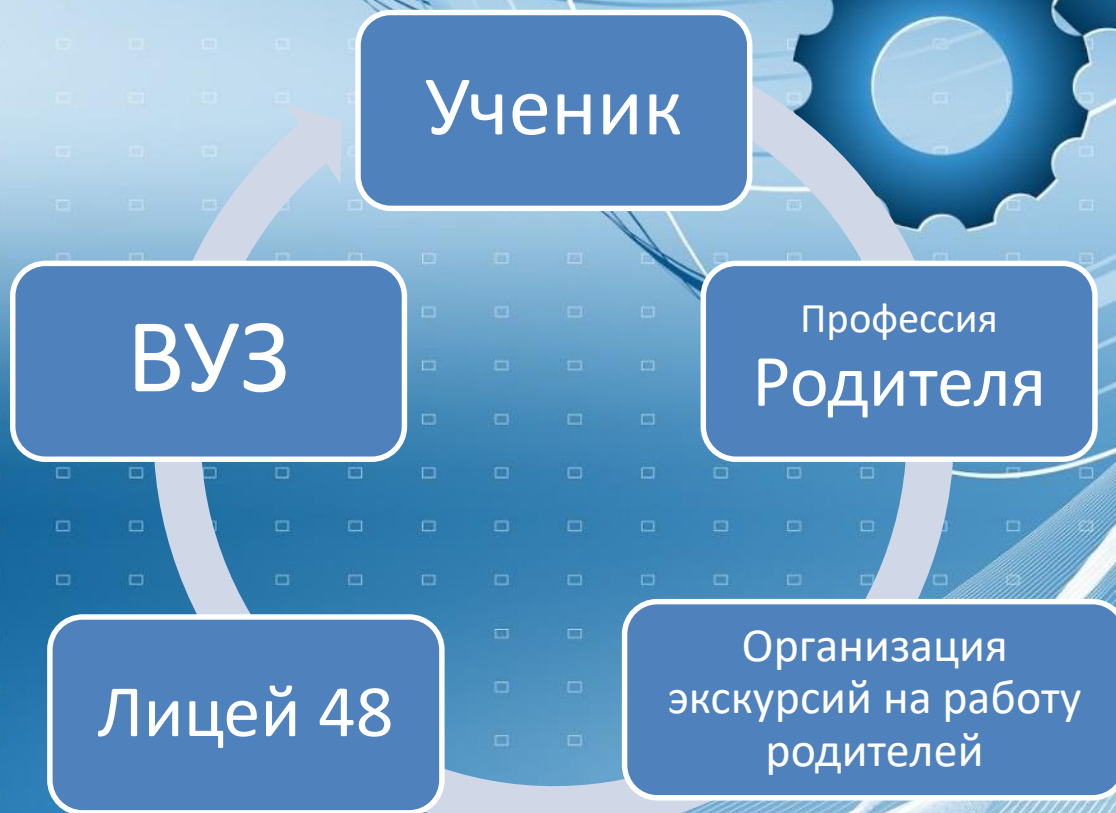 Ученик
Профессия
Родителя
Организация
экскурсий на работу
родителей
Лицей 48
ВУЗ